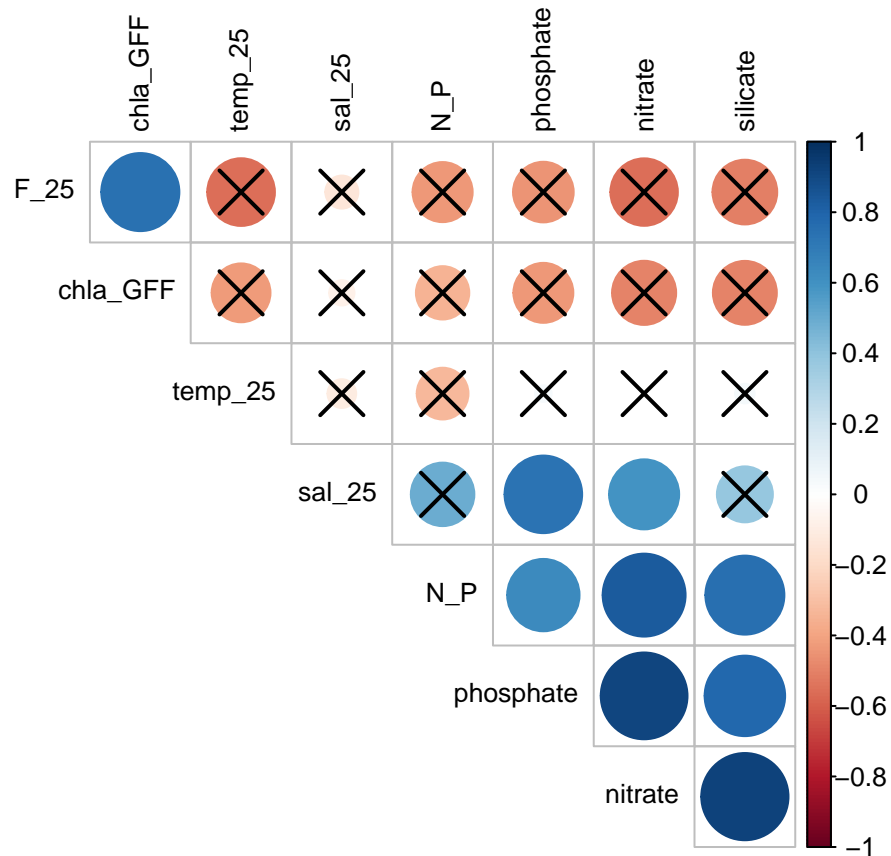 chla_GFF
temp_25
sal_25
N_P
phosphate
nitrate
silicate
F_25
chla_GFF
temp_25
sal_25
N_P
phosphate
nitrate
1
0.8
0.6
0.4
0.2
0
−0.2
−0.4
−0.6
−0.8
−1